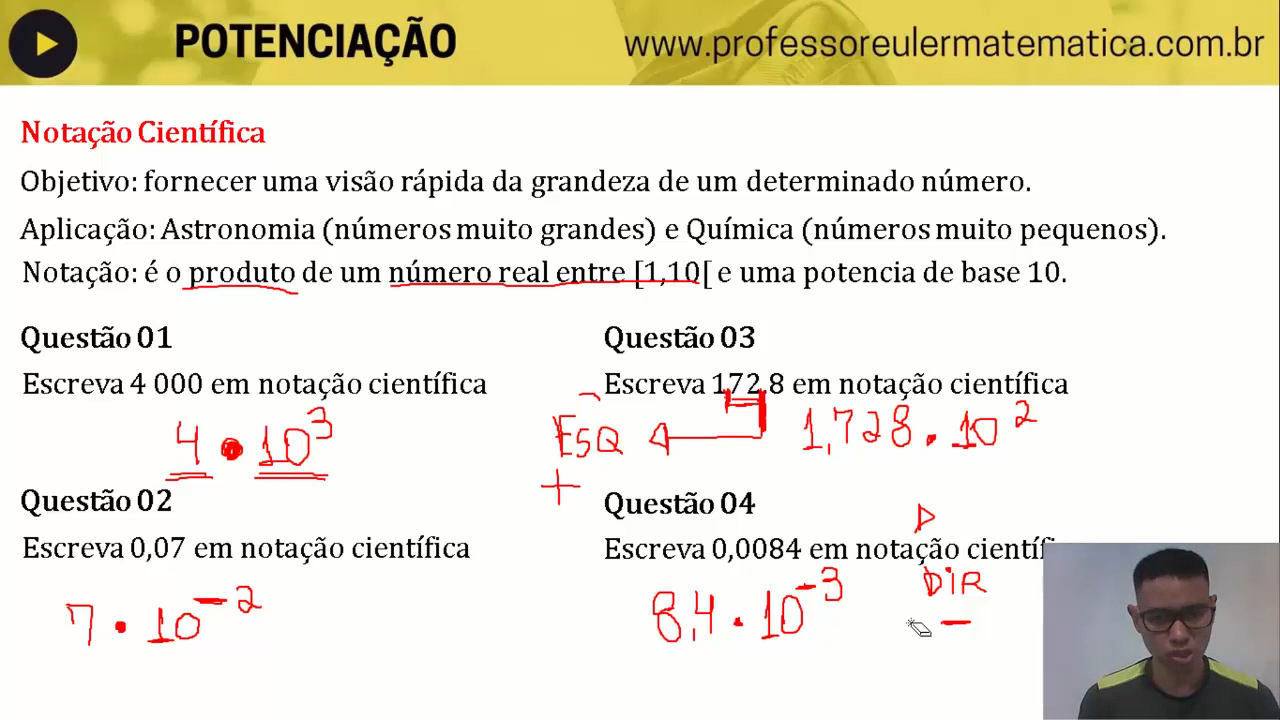 POTENCIAÇÃO
www.professoreulermatematica.com.br
Notação Científica
Objetivo: fornecer uma visão rápida da grandeza de um determinado número.
Aplicação: Astronomia (números muito grandes) e Química (números muito pequenos).
Notação: é o produto de um número real entre [1,10[ e uma potencia de base 10.
Questão 01
Escreva 4 000 em notação científica
4 • 10³
Questão 02
Escreva 0,07 em notação científica
7 • 10⁻²
Questão 03
Escreva 172,8 em notação científica
ESQ
+
1,728 . 10²
Questão 04
Escreva 0,0084 em notação
8,4 . 10⁻³
DIR
−